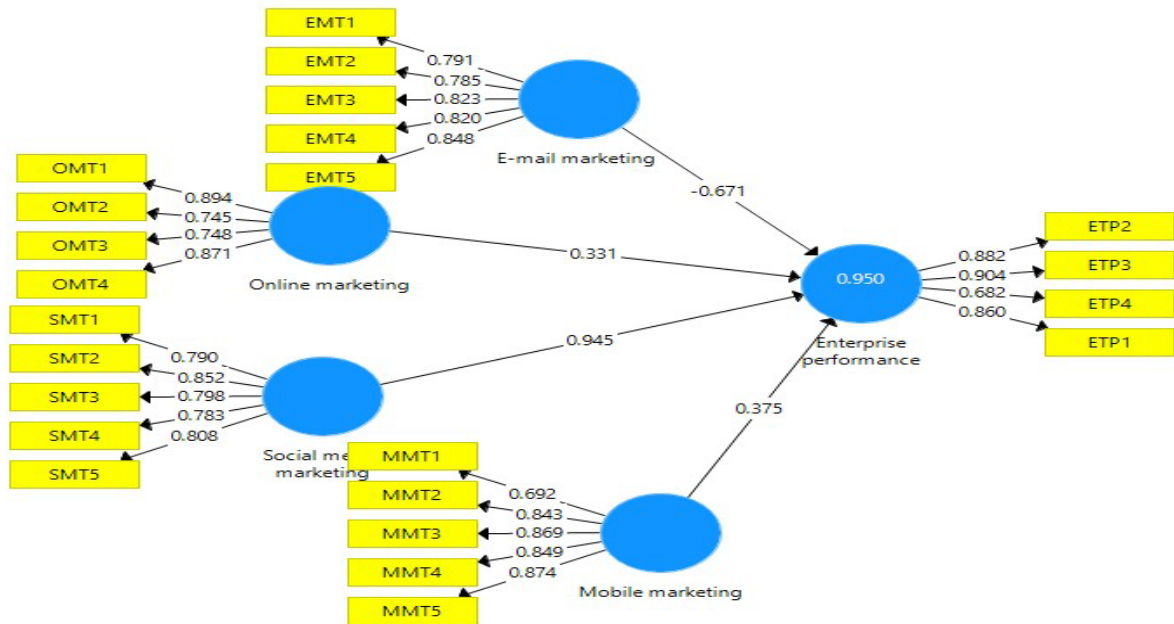 EMT1
EMT2
EMT3
EMT4
EMT5
0.791
0.785
0.823
0.820
0.848
E-mail marketing
-0.671
OMT1
OMT2
OMT3
OMT4
0.894
0.745
0.748
0.871
Online marketing
0.331
SMT1
SMT2
SMT3
SMT4
SMT5
0.790
0.852
0.798
0.783
0.808
Social me
marketing
0.945
MMT1
MMT2
MMT3
MMT4
MMT5
0.692
0.843
0.869
0.849
0.874
Mobile marketing
0.375
0.950
Enterprise
performance
0.882
0.904
0.682
0.860
ETP2
ETP3
ETP4
ETP1